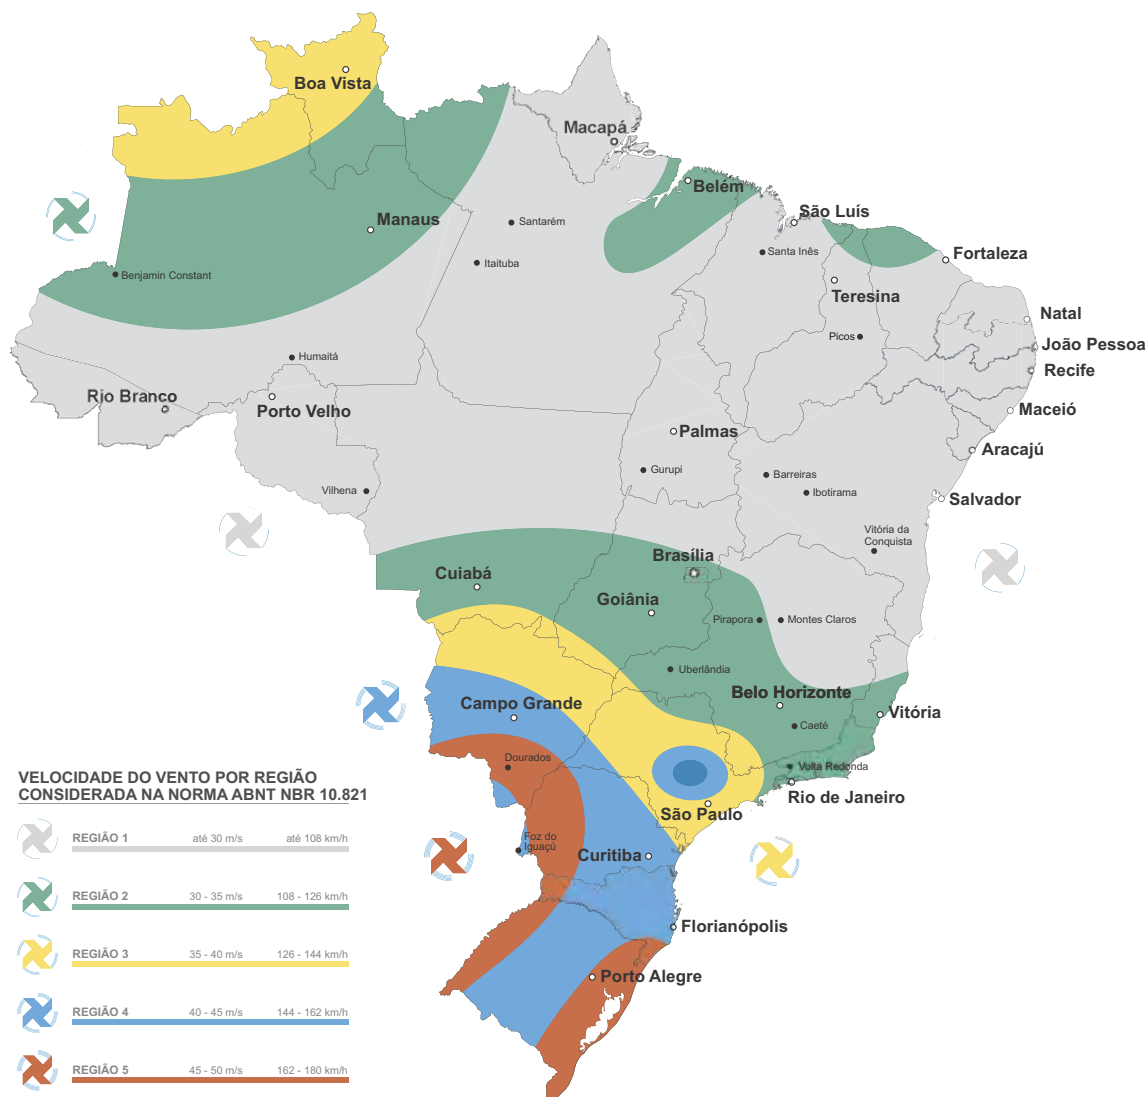 Boa Vista
Macapá
Belém
Manaus
Santarém
São Luís
Santa Inês
Fortaleza
Itaituba
Benjamin Constant
Teresina
Natal
Picos
João Pessoa
Humaitá
Recife
Rio Branco
Porto Velho
Maceió
Palmas
Aracajú
Gurupi
Barreiras
Vilhena
Ibotirama
Salvador
Vitória da
Conquista
Brasília
Cuiabá
Goiânia
Pirapora
Montes Claros
Uberlândia
Belo Horizonte
Campo Grande
Vitória
Caeté
Dourados
Volta Redonda
Rio de Janeiro
São Paulo
Foz do
Iguaçú
Curitiba
Florianópolis
Porto Alegre
VELOCIDADE DO VENTO POR REGIÃO
CONSIDERADA NA NORMA ABNT NBR 10.821
REGIÃO 1 até 30 m/s até 108 km/h
REGIÃO 2 30 - 35 m/s 108 - 126 km/h
REGIÃO 3 35 - 40 m/s 126 - 144 km/h
REGIÃO 4 40 - 45 m/s 144 - 162 km/h
REGIÃO 5 45 - 50 m/s 162 - 180 km/h